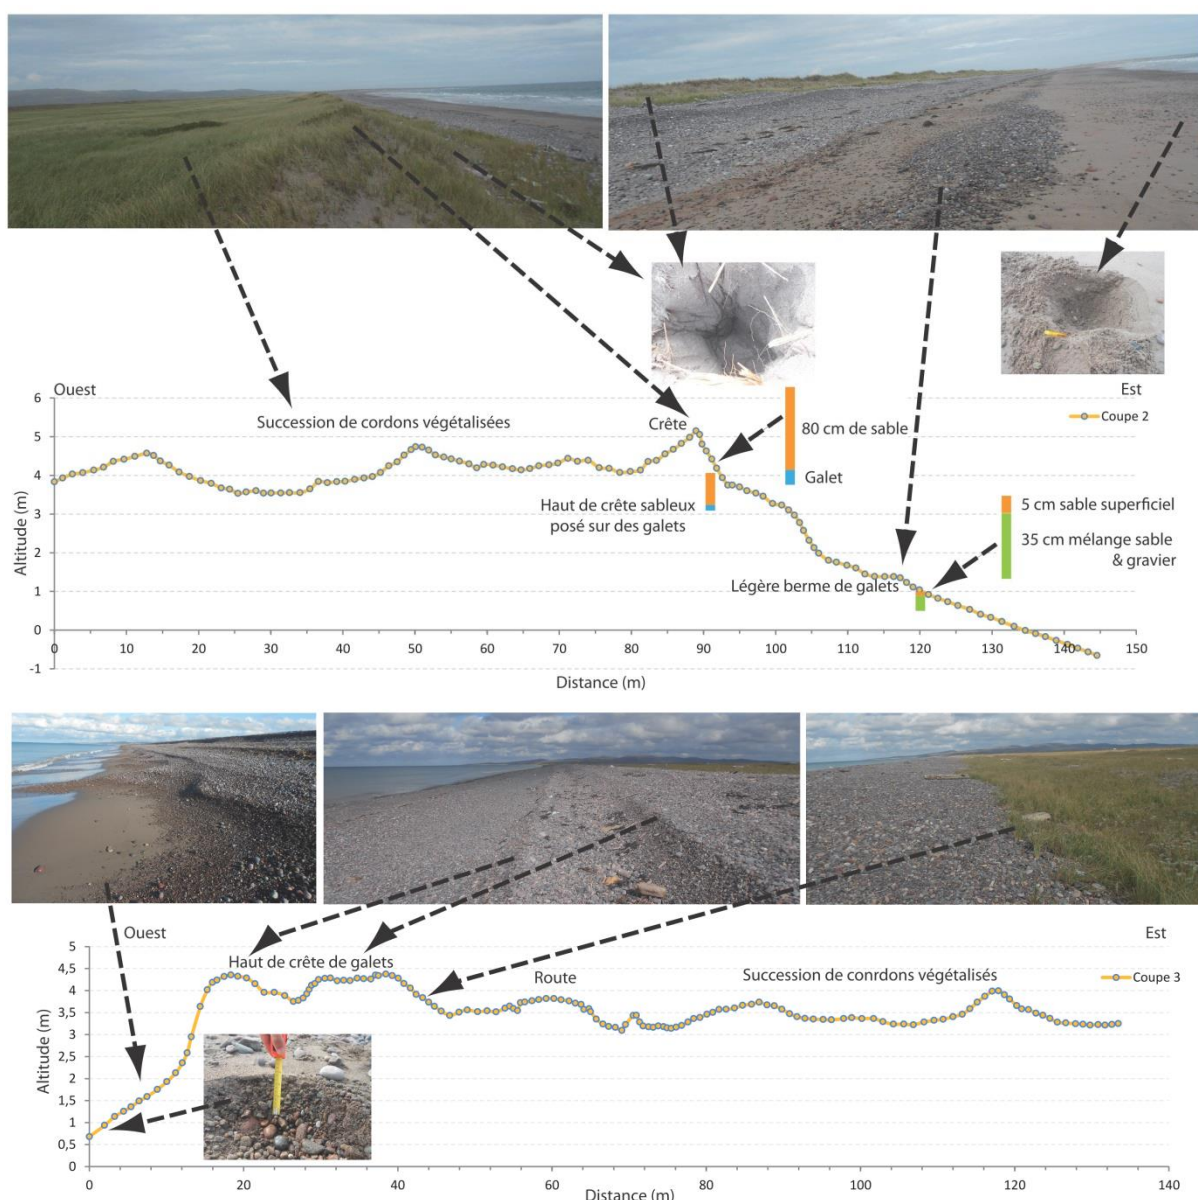 Ouest
Est
Coupe 2
Succession de cordons végétalisées
Crête
80 cm de sable
Galet
Haut de crête sableux
posé sur des galets
5 cm sable superficiel
35 cm mélange sable
& gravier
Légère berme de galets
Altitude (m)
6
5
4
3
2
1
0
-1
0 10 20 30 40 50 60 70 80 90 100 110 120 130 140 150
Distance (m)
Ouest
Est
Haut de crête de galets
Route
Succession de conrdons végétalisés
Coupe 3
Altitude (m)
5
4,5
4
3,5
3
2,5
2
1,5
1
0,5
0
0 20 40 60 80 100 120 140
Distance (m)